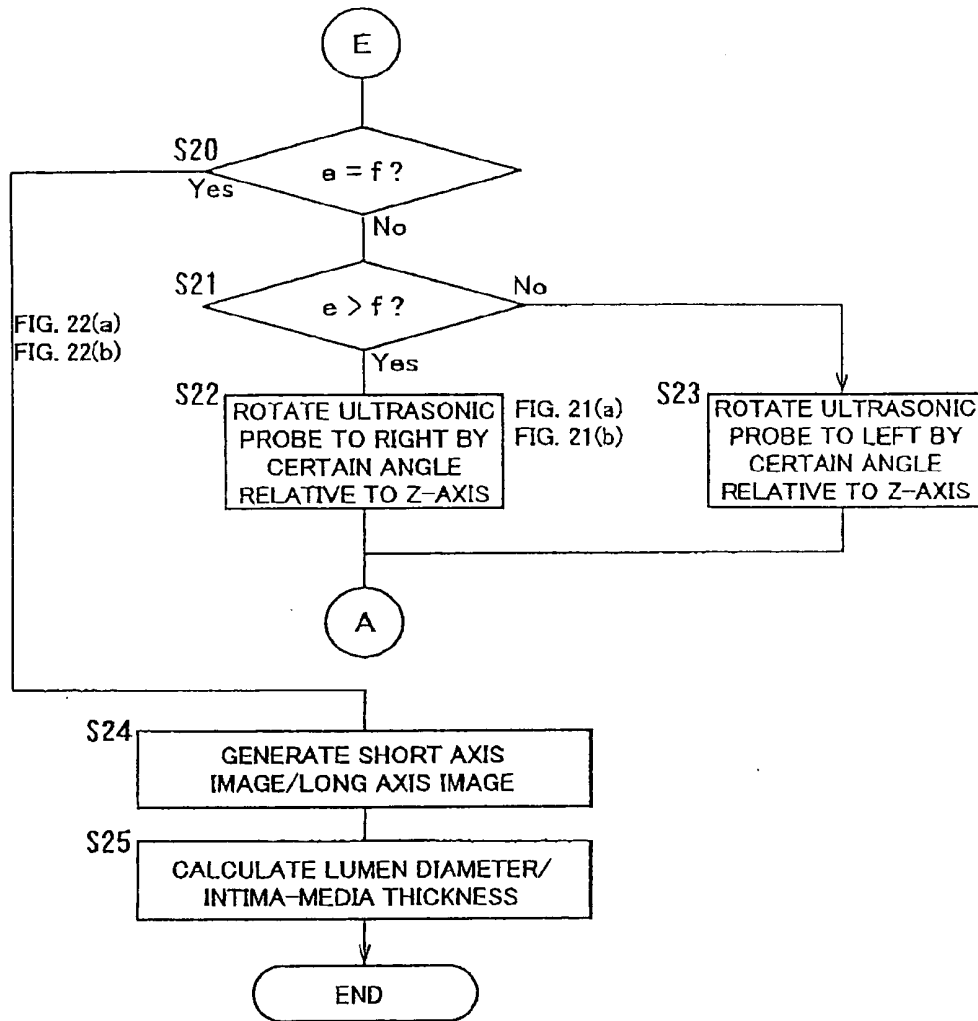 E
S20
e = f ?
Yes
No
S21
e > f ?
No
FIG. 22(a)
FIG. 22(b)
Yes
S22
ROTATE ULTRASONIC
PROBE TO RIGHT BY
CERTAIN ANGLE
RELATIVE TO Z-AXIS
FIG. 21(a)
FIG. 21(b)
S23
ROTATE ULTRASONIC
PROBE TO LEFT BY
CERTAIN ANGLE
RELATIVE TO Z-AXIS
A
S24
GENERATE SHORT AXIS
IMAGE/LONG AXIS IMAGE
S25
CALCULATE LUMEN DIAMETER/
INTIMA-MEDIA THICKNESS
END